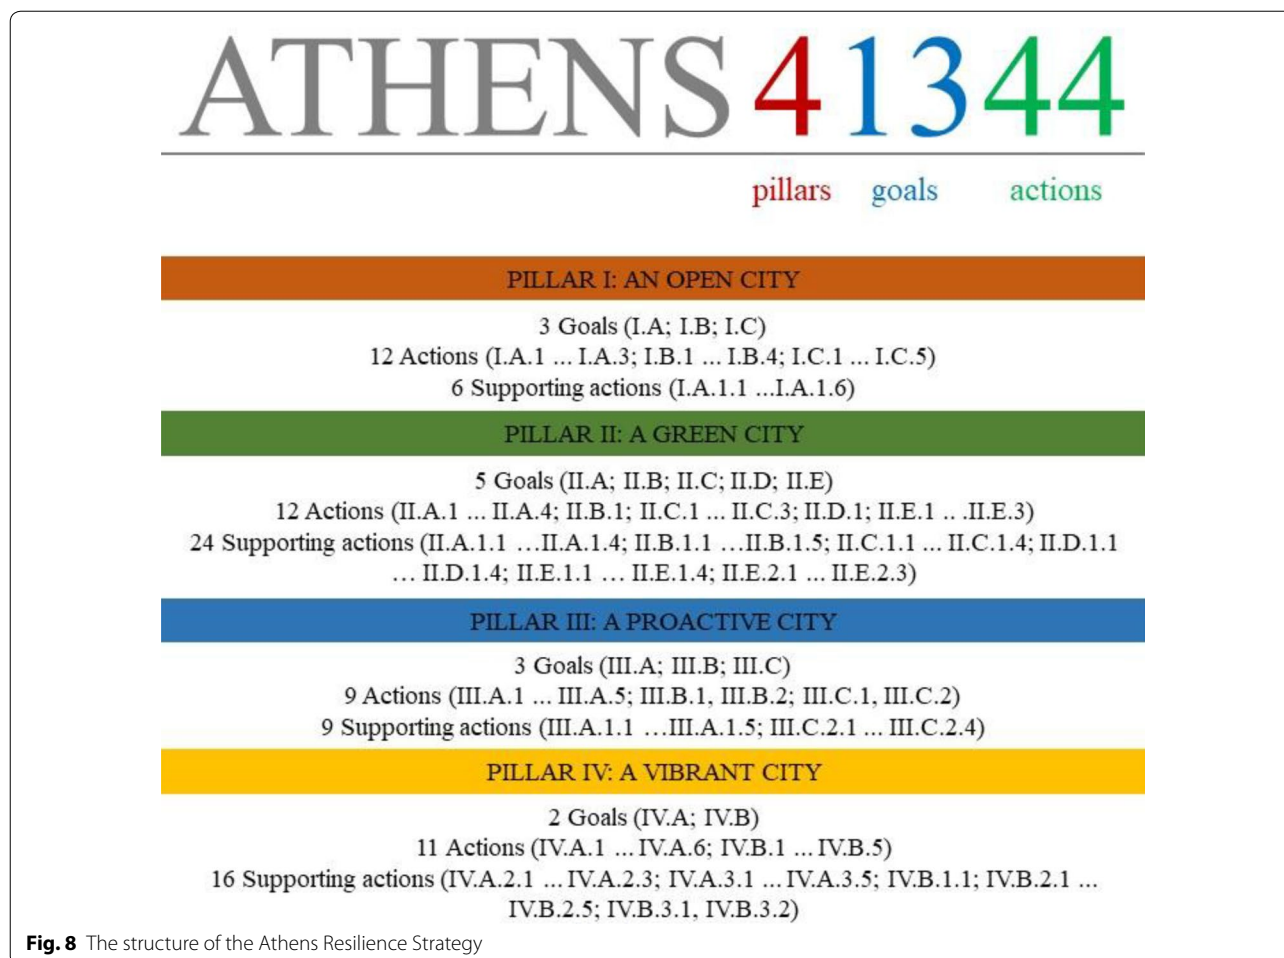 ATHENS 4 13 44
pillars goals actions
PILLAR I: AN OPEN CITY
3 Goals (I.A; I.B; I.C)
12 Actions (I.A.1 ... I.A.3; I.B.1 ... I.B.4; I.C.1 ... I.C.5)
6 Supporting actions (I.A.1.1 ...I.A.1.6)
PILLAR II: A GREEN CITY
5 Goals (II.A; II.B; II.C; II.D; II.E)
12 Actions (II.A.1 ... II.A.4; II.B.1; II.C.1 ... II.C.3; II.D.1; II.E.1 .. .II.E.3)
24 Supporting actions (II.A.1.1 …II.A.1.4; II.B.1.1 …II.B.1.5; II.C.1.1 ... II.C.1.4; II.D.1.1
… II.D.1.4; II.E.1.1 … II.E.1.4; II.E.2.1 ... II.E.2.3)
PILLAR III: A PROACTIVE CITY
3 Goals (III.A; III.B; III.C)
9 Actions (III.A.1 ... III.A.5; III.B.1, III.B.2; III.C.1, III.C.2)
9 Supporting actions (III.A.1.1 …III.A.1.5; III.C.2.1 ... III.C.2.4)
PILLAR IV: A VIBRANT CITY
2 Goals (IV.A; IV.B)
11 Actions (IV.A.1 ... IV.A.6; IV.B.1 ... IV.B.5)
16 Supporting actions (IV.A.2.1 ... IV.A.2.3; IV.A.3.1 ... IV.A.3.5; IV.B.1.1; IV.B.2.1 ...
IV.B.2.5; IV.B.3.1, IV.B.3.2)
Fig. 8 The structure of the Athens Resilience Strategy